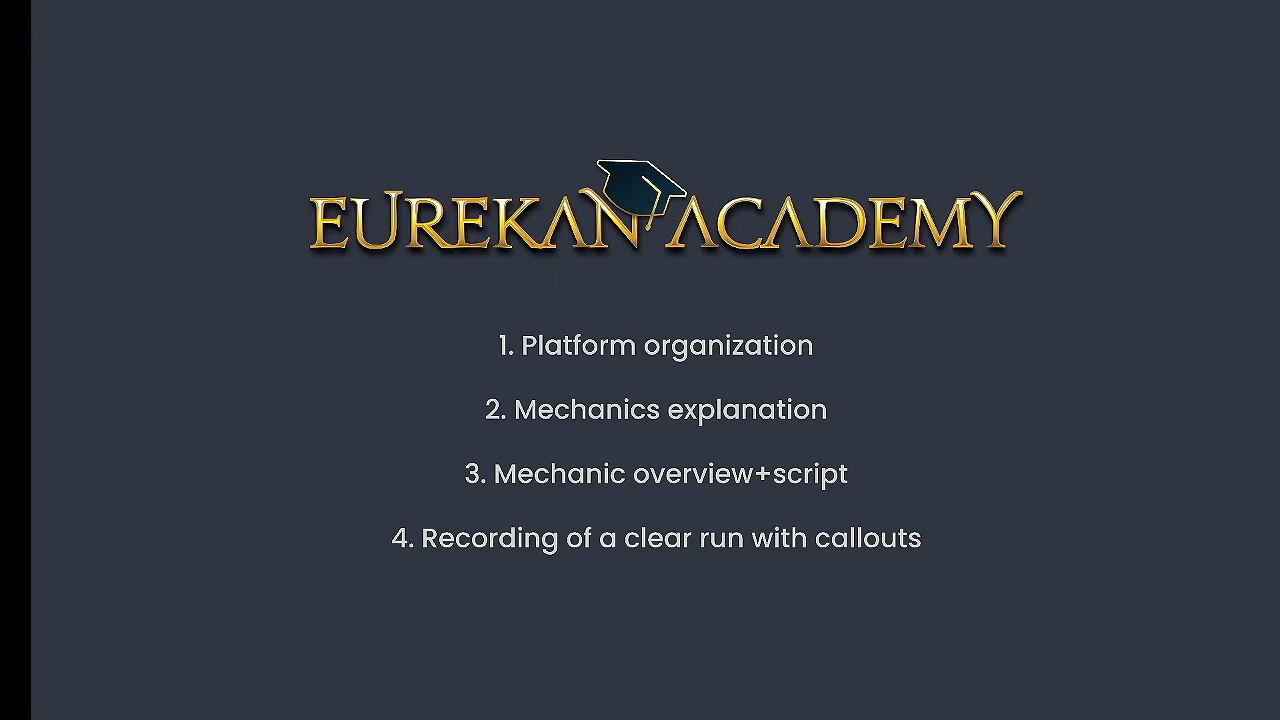 EUREKAN ACADEMY
1. Platform organization
2. Mechanics explanation
3. Mechanic overview+script
4. Recording of a clear run with callouts